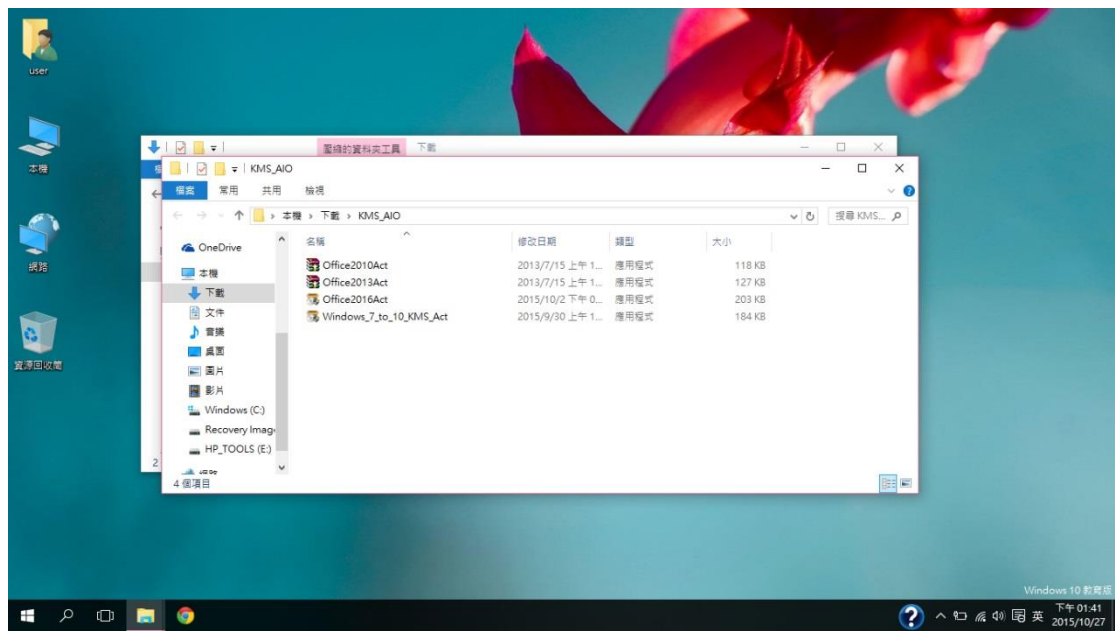 user
本機
網路
資源回收筒
壓縮的資料夾工具 下載
KMS_AIO
檔案 常用 共用 檢視
本機 › 下載 › KMS_AIO 搜尋 KMS...
OneDrive
本機
下載
文件
音樂
桌面
圖片
影片
Windows (C:)
Recovery Imag
HP_TOOLS (E:)
網路
名稱 修改日期 類型 大小
Office2010Act 2013/7/15 上午 1... 應用程式 118 KB
Office2013Act 2013/7/15 上午 1... 應用程式 127 KB
Office2016Act 2015/10/2 下午 0... 應用程式 203 KB
Windows_7_to_10_KMS_Act 2015/9/30 上午 1... 應用程式 184 KB
4 個項目
2
Windows 10 教育版
英 下午 01:41
2015/10/27